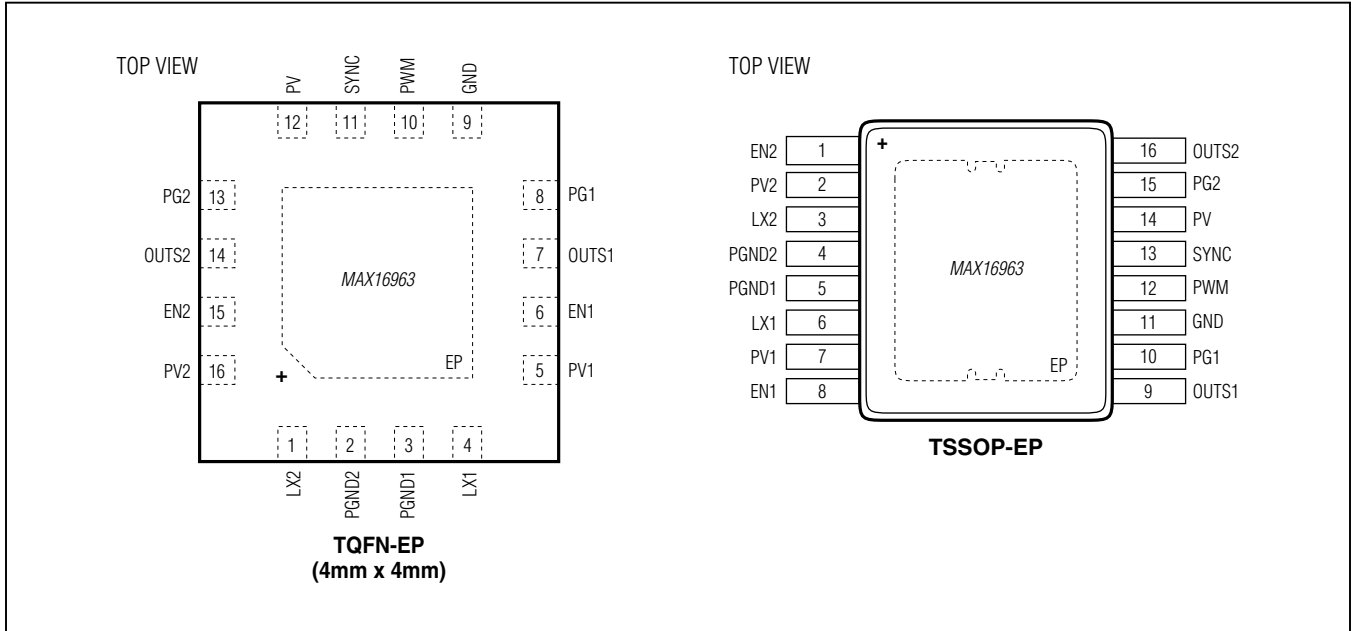 TOP VIEW
PV
SYNC
PWM
GND
12
11
10
9
PG2 13
8 PG1
OUTS2 14
7 OUTS1
MAX16963
EN2 15
6 EN1
PV2 16
5 PV1
+
EP
1
2
3
4
LX2
PGND2
PGND1
LX1
TQFN-EP
(4mm x 4mm)
TOP VIEW
+
EN2 1
16 OUTS2
PV2 2
15 PG2
LX2 3
14 PV
PGND2 4
13 SYNC
MAX16963
PGND1 5
12 PWM
LX1 6
11 GND
PV1 7
10 PG1
EP
EN1 8
9 OUTS1
TSSOP-EP